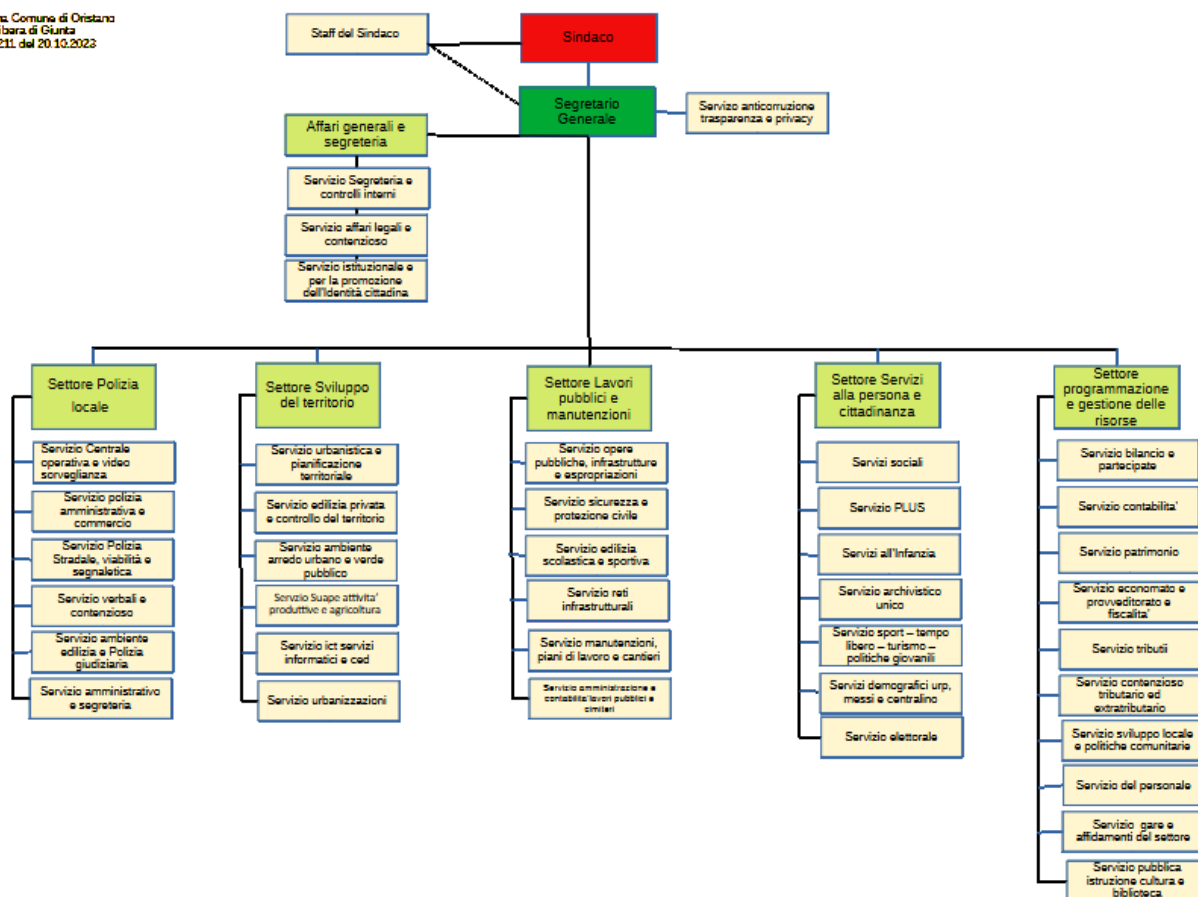 Comune di Oristano
di Giunta
211 del 20.10.2023
Staff del Sindaco
Sindaco
Segretario
Generale
Servizo anticorruzione
trasparenza e privacy
Affari generali e
segreteria
Servizio Segreteria e
controlli interni
Servizio affari legali e
contenzioso
Servizio istituzionale e
per la promozione
dell'Identità cittadina
Settore Polizia
locale
Servizio Centrale
operativa e video
sorveglianza
Servizio polizia
amministrativa e
commercio
Servizio Polizia
Stradale, viabilità e
segnaletica
Servizio verbali e
contenzioso
Servizio ambiente
edilizia e Polizia
giudiziaria
Servizio amministrativo
e segreteria
Settore Sviluppo
del territorio
Servizio urbanistica e
pianificazione
territoriale
Servizio edilizia privata
e controllo del territorio
Servizio ambiente
arredo urbano e verde
pubblico
Servzio Suape attivita'
produttive e agricoltura
Servizio ict servizi
informatici e ced
Servizio urbanizzazioni
Settore Lavori
pubblici e
manutenzioni
Servizio opere
pubbliche, infrastrutture
e espropriazioni
Servizio sicurezza e
protezione civile
Servizio edilizia
scolastica e sportiva
Servizio reti
infrastrutturali
Servizio manutenzioni,
piani di lavoro e cantieri
Servizio amministrazione e
contabilita'lavori pubblici e
cimiteri
Settore Servizi
alla persona e
cittadinanza
Servizi sociali
Servizio PLUS
Servizi all'Infanzia
Servizio archivistico
unico
Servizio sport – tempo
libero – turismo –
politiche giovanili
Servizi demografici urp,
messi e centralino
Servizio elettorale
Settore
programmazione
e gestione delle
risorse
Servizio bilancio e
partecipate
Servizio contabilita'
Servizio patrimonio
Servizio economato e
provveditorato e
fiscalita'
Servizio tributii
Servizio contenzioso
tributario ed
extratributario
Servizio sviluppo locale
e politiche comunitarie
Servizio del personale
Servizio gare e
affidamenti del settore
Servizio pubblica
istruzione cultura e
biblioteca